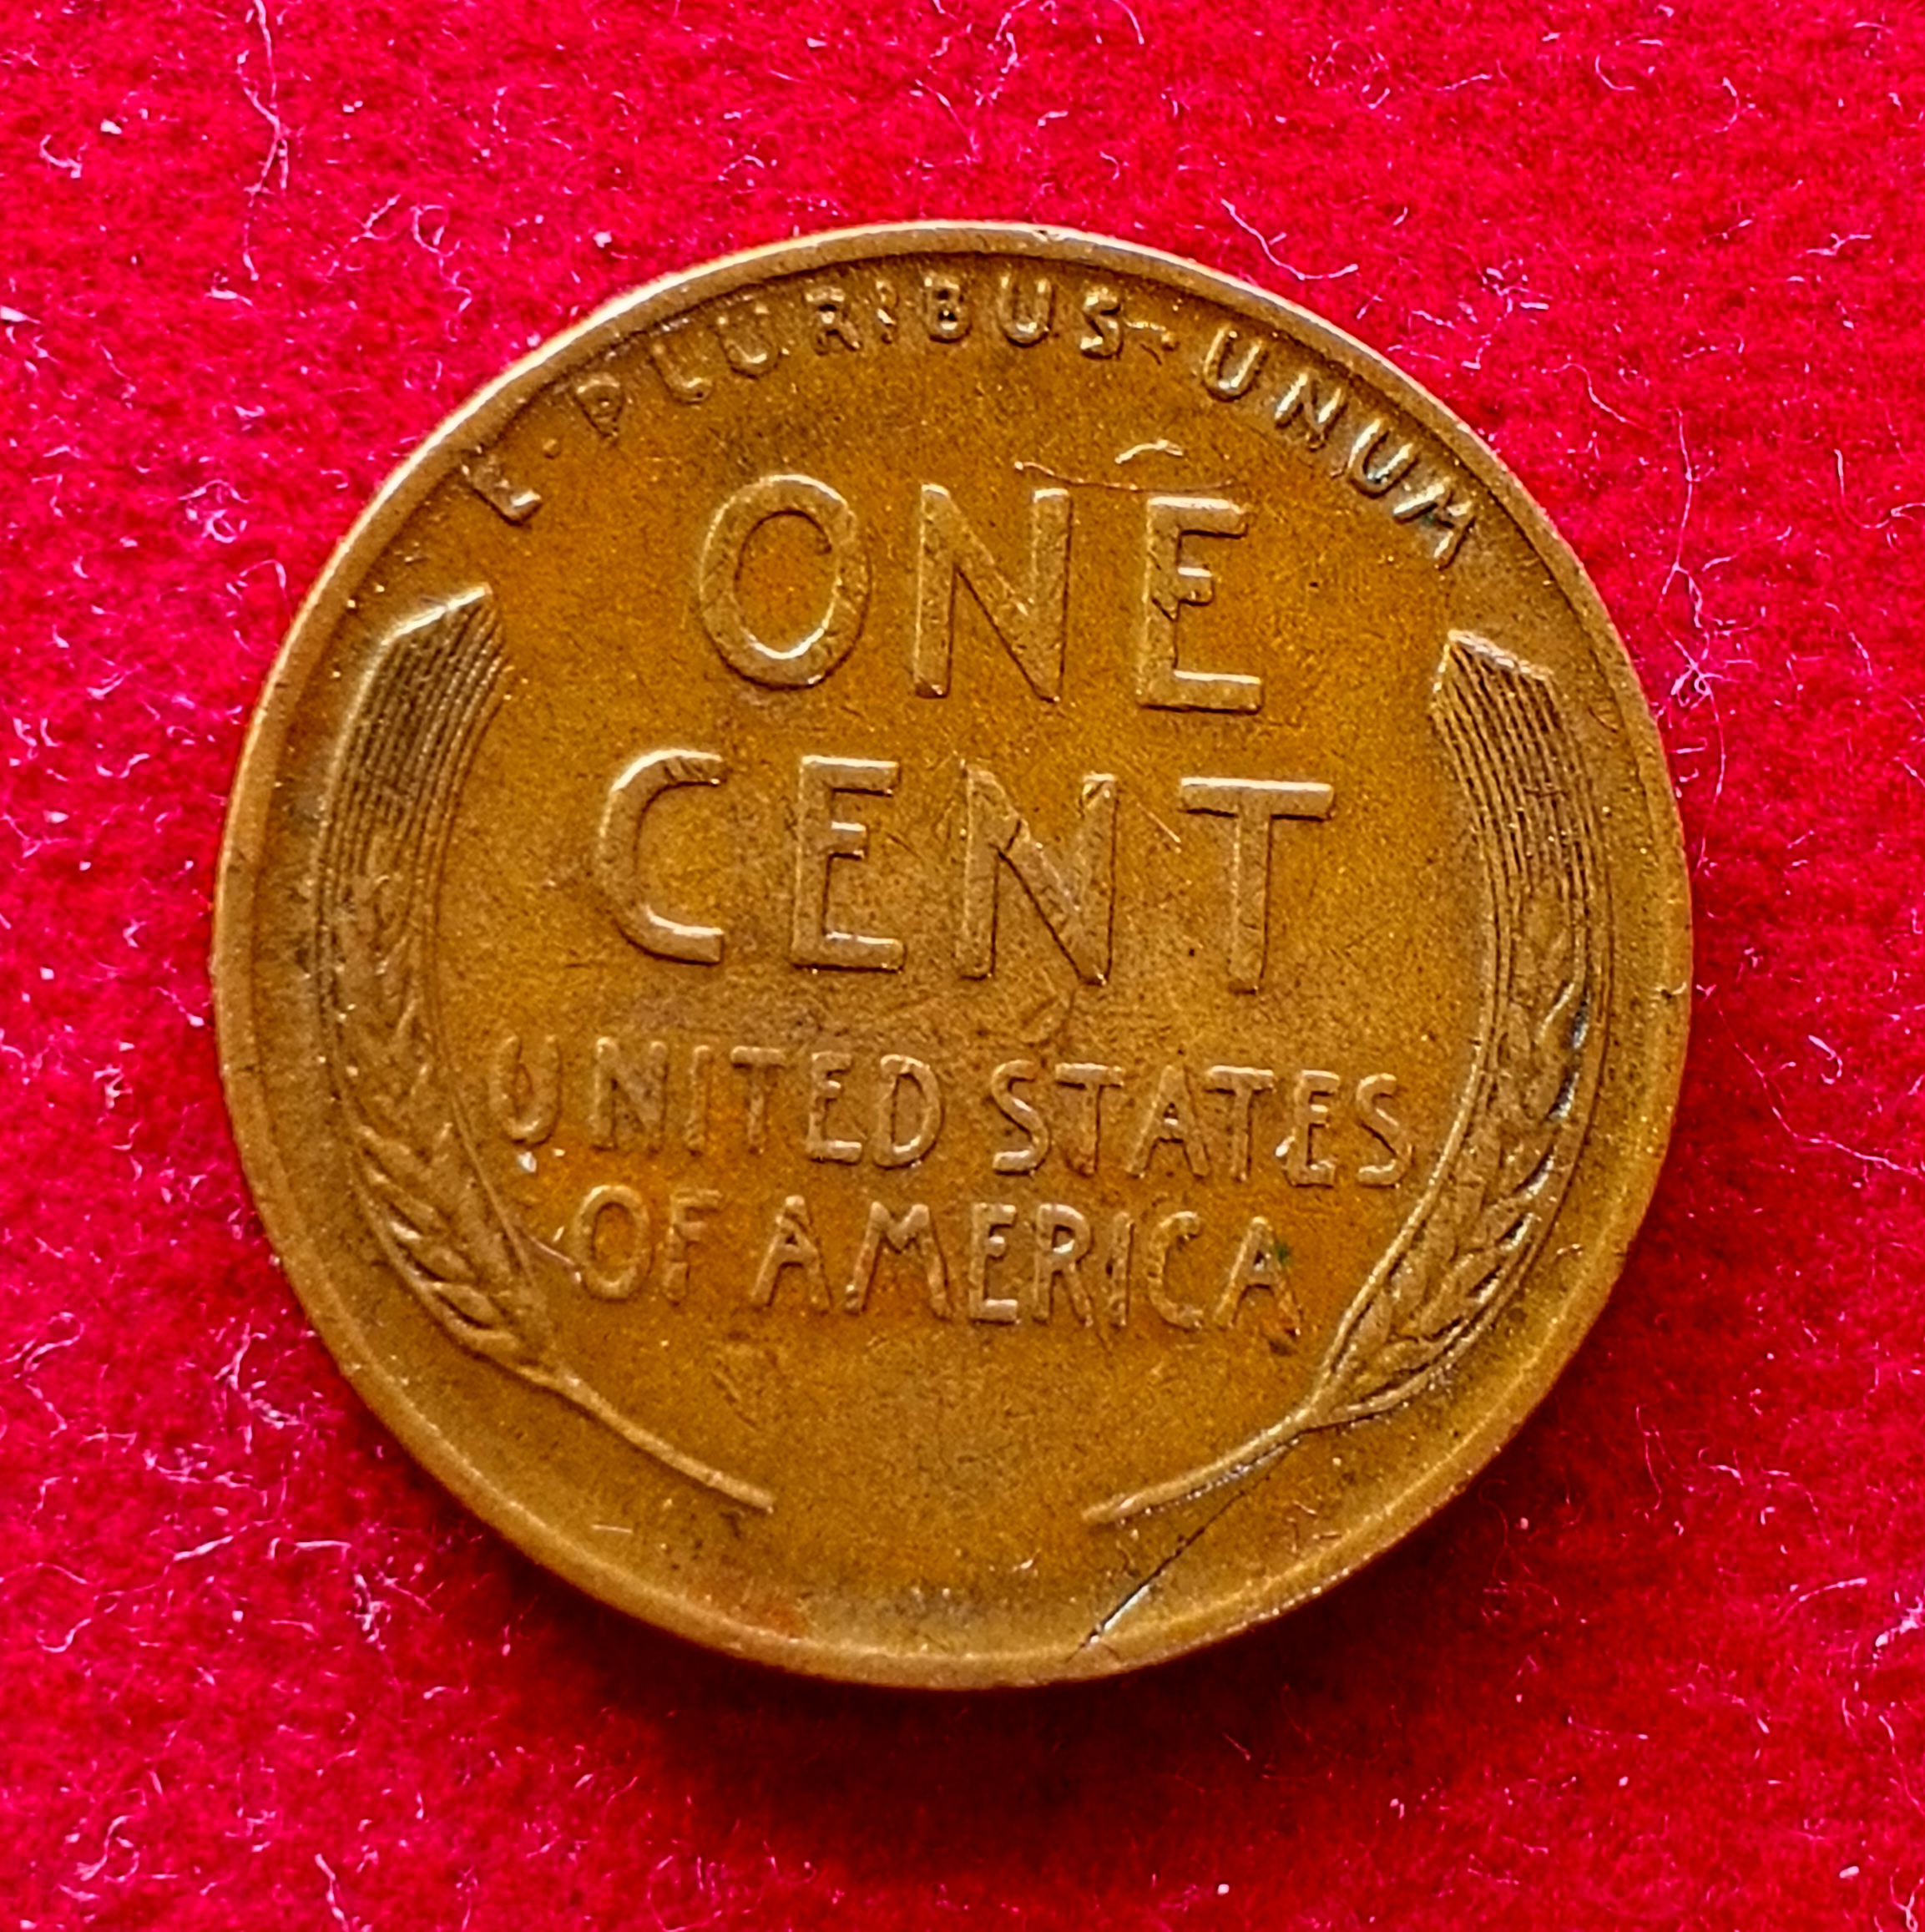 E·PLURIBUS·UNUM
ONE
CENT
UNITED STATES
OF AMERICA